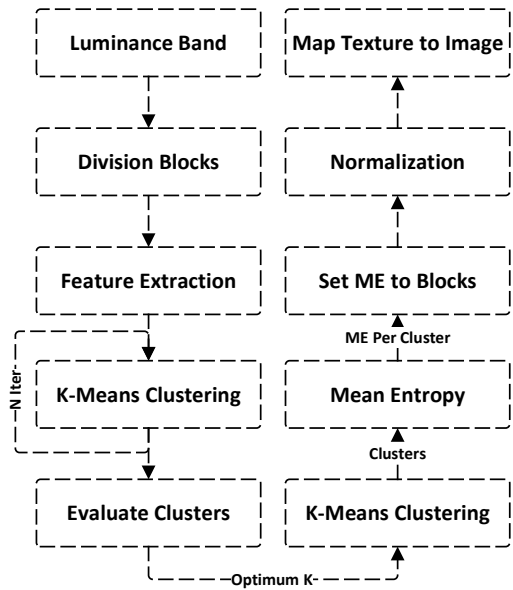 Luminance Band
Division Blocks
Feature Extraction
N Iter
K-Means Clustering
Evaluate Clusters
Optimum K
K-Means Clustering
Clusters
Mean Entropy
ME Per Cluster
Set ME to Blocks
Normalization
Map Texture to Image